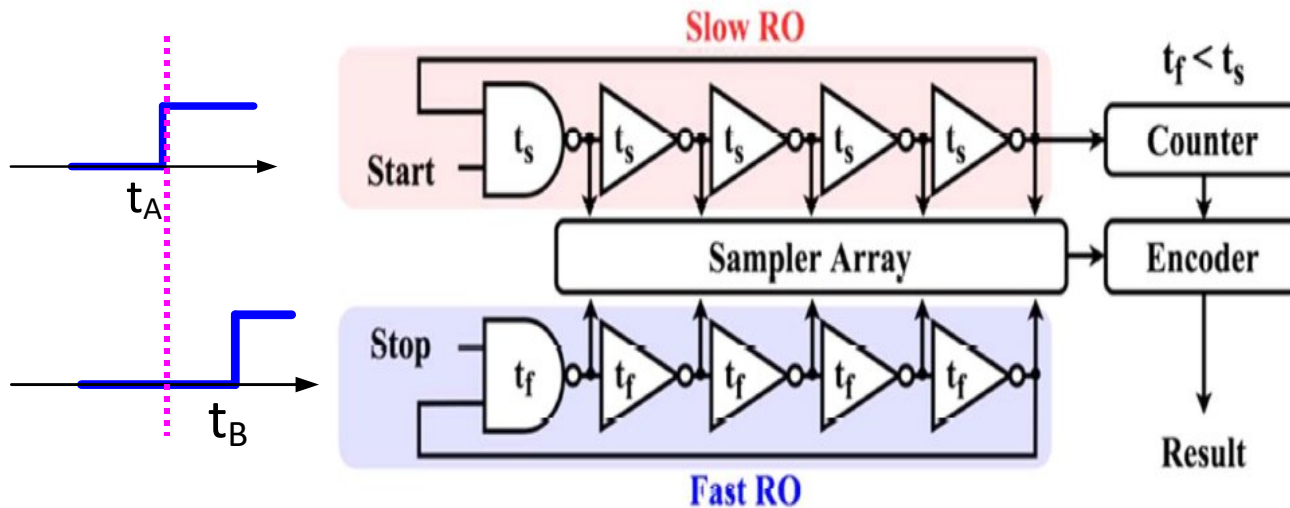 Slow RO
t_f < t_s
t_s t_s t_s t_s t_s
Counter
Start
t_A
Sampler Array
Encoder
Stop
t_f t_f t_f t_f t_f
t_B
Result
Fast RO